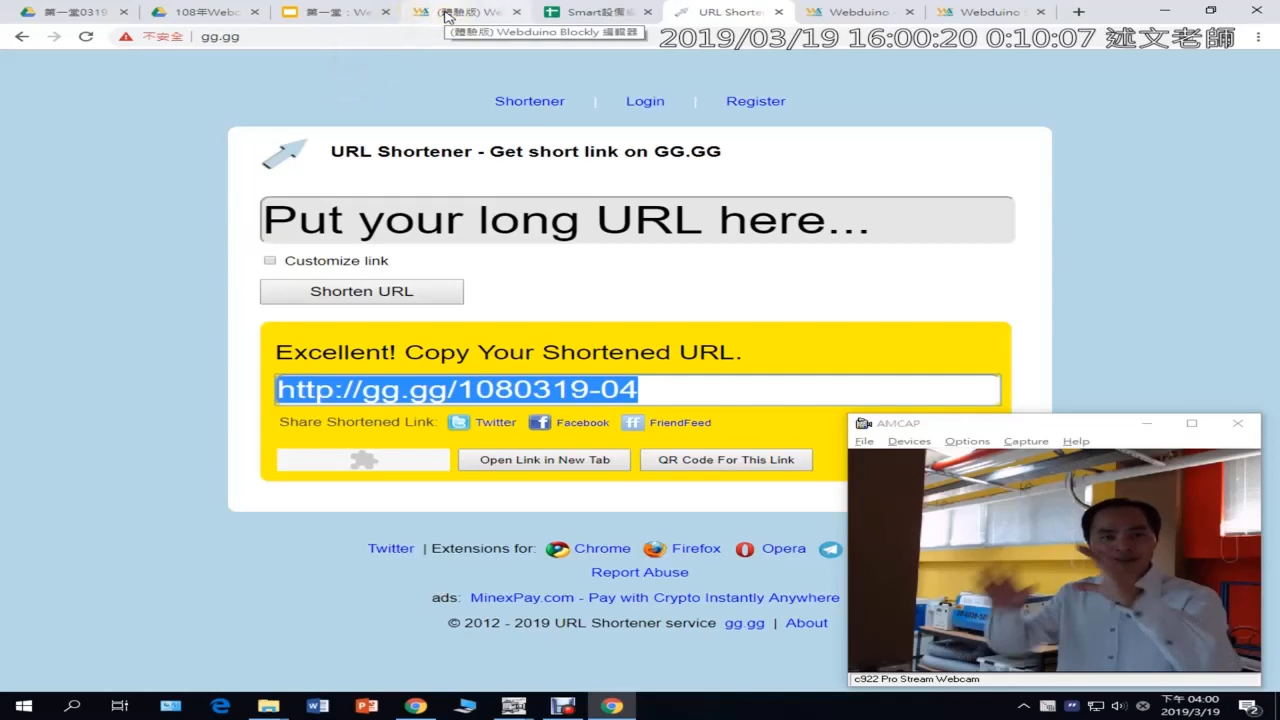 第一堂0319
108年Webd
第一堂：We
(體驗版) We
Smart設備編
URL Shorte
Webduino
Webduino
不安全
gg.gg
(體驗版) Webduino Blockly 編輯器
2019/03/19 16:00:20 0:10:07 述文老師
Shortener | Login | Register
URL Shortener - Get short link on GG.GG
Put your long URL here...
Customize link
Shorten URL
Excellent! Copy Your Shortened URL.
http://gg.gg/1080319-04
Share Shortened Link: Twitter Facebook FriendFeed
Open Link in New Tab
QR Code For This Link
Twitter | Extensions for: Chrome Firefox Opera
Report Abuse
ads: MinexPay.com - Pay with Crypto Instantly Anywhere
© 2012 - 2019 URL Shortener service gg.gg | About
AMCAP
File Devices Options Capture Help
c922 Pro Stream Webcam
下午 04:00
2019/3/19